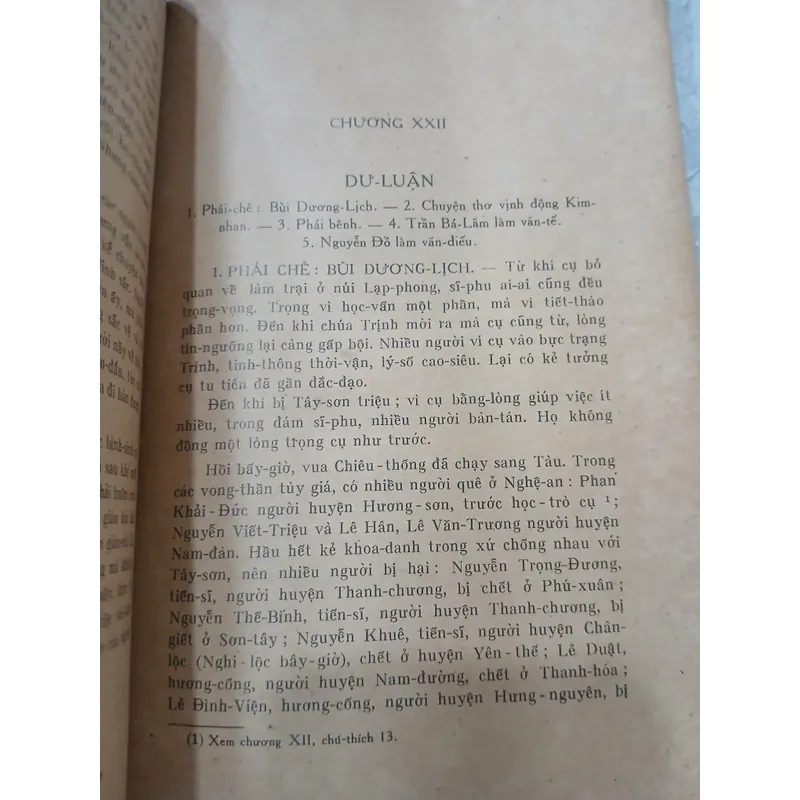 CHƯƠNG XXII
DƯ-LUẬN
1. Phái-chê : Bùi Dương-Lịch. — 2. Chuyện thơ vịnh động Kim-
nhan. — 3. Phái bênh. — 4. Trần Bá-Lãm làm văn-tế.
5. Nguyễn Đồ làm văn-điếu.
1. PHÁI CHÊ : BÙI DƯƠNG-LỊCH. — Từ khi cụ bỏ
quan về làm trại ở núi Lạp-phong, sĩ-phu ai-ai cũng đều
trọng-vọng. Trọng vì học-vấn một phần, mà vì tiết-tháo
phần hơn. Đến khi chúa Trịnh mời ra mà cụ cũng từ, lòng
tin-ngưỡng lại càng gấp bội. Nhiều người ví cụ vào bực trạng
Trình, tinh-thông thời-vận, lý-số cao-siêu. Lại có kẻ tưởng
cụ tu tiên đã gần đắc-đạo.
Đến khi bị Tây-sơn triệu ; vì cụ bằng-lòng giúp việc ít
nhiều, trong đám sĩ-phu, nhiều người bàn-tán. Họ không
đồng một lòng trọng cụ như trước.
Hồi bấy-giờ, vua Chiêu-thống đã chạy sang Tàu. Trong
các vong-thần tùy giá, có nhiều người quê ở Nghệ-an : Phan
Khải-Đức người huyện Hương-sơn, trước học-trò cụ ¹ ;
Nguyễn Viết-Triệu và Lê Hân, Lê Văn-Trương người huyện
Nam-đán. Hầu hết kẻ khoa-danh trong xứ chống nhau với
Tây-sơn, nên nhiều người bị hại : Nguyễn Trọng-Đương,
tiến-sĩ, người huyện Thanh-chương, bị chết ở Phú-xuân ;
Nguyễn Thế-Bính, tiến-sĩ, người huyện Thanh-chương, bị
giết ở Sơn-tây ; Nguyễn Khuê, tiến-sĩ, người huyện Chân-
lộc (Nghi-lộc bây-giờ), chết ở huyện Yên-thế ; Lê Duật,
hương-cống, người huyện Nam-đường, chết ở Thanh-hóa ;
Lê Đình-Viện, hương-cống, người huyện Hưng-nguyên, bị
(1) Xem chương XII, chú-thích 13.